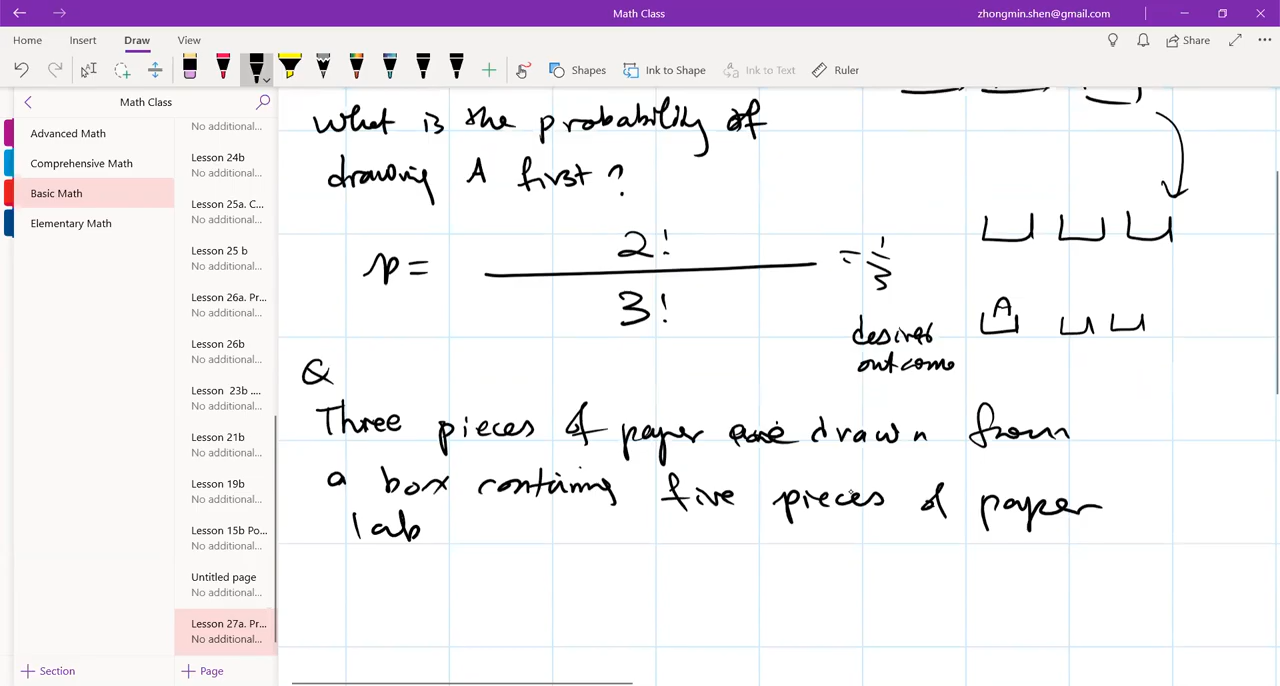 Math Class
zhongmin.shen@gmail.com
Home
Insert
Draw
View
Share
Shapes
Ink to Shape
Ink to Text
Ruler
Math Class
Advanced Math
Comprehensive Math
Basic Math
Elementary Math
No additional...
Lesson 24b
No additional...
Lesson 25a. C...
No additional...
Lesson 25 b
No additional...
Lesson 26a. Pr...
No additional...
Lesson 26b
No additional...
Lesson 23b ....
No additional...
Lesson 21b
No additional...
Lesson 19b
No additional...
Lesson 15b Po...
No additional...
Untitled page
No additional...
Lesson 27a. Pr...
No additional...
Section
Page
What is the probability of
drawing A first?
p = 2! / 3! = 1/3
A
desired
outcome
Q
Three pieces of paper are drawn from
a box containing five pieces of paper
lab